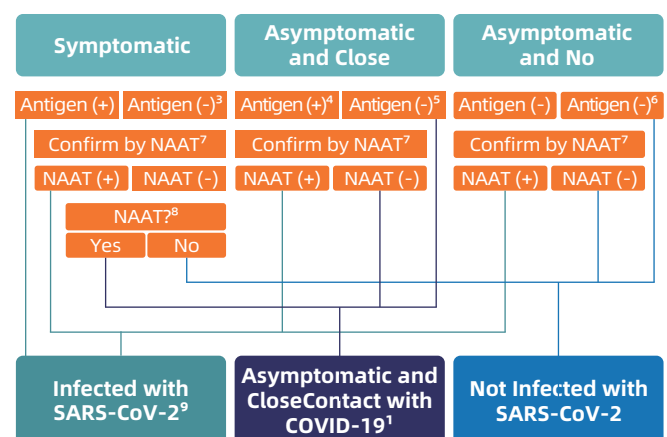 Symptomatic
Asymptomatic
and Close
Asymptomatic
and No
Antigen (+)
Antigen (-)³
Antigen (+)⁴
Antigen (-)⁵
Antigen (-)
Antigen (-)⁶
Confirm by NAAT⁷
Confirm by NAAT⁷
Confirm by NAAT⁷
NAAT (+)
NAAT (-)
NAAT (+)
NAAT (-)
NAAT (+)
NAAT (-)
NAAT?⁸
Yes
No
Infected with
SARS-CoV-2⁹
Asymptomatic and
CloseContact with
COVID-19¹
Not Infected with
SARS-CoV-2